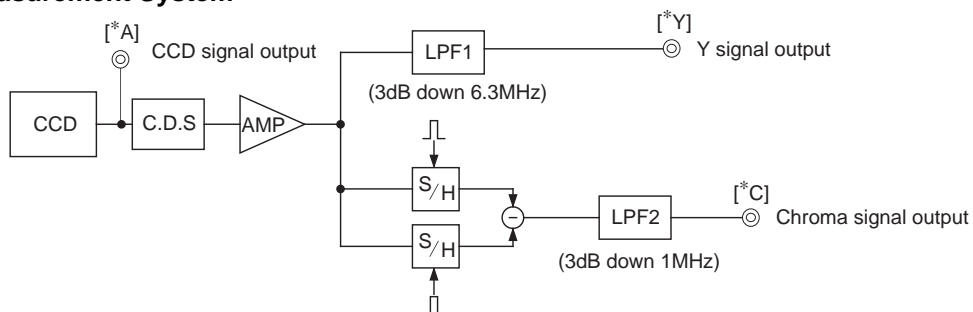 [*A]
CCD signal output
CCD
C.D.S
AMP
LPF1
(3dB down 6.3MHz)
[*Y]
Y signal output
S/H
S/H
−
LPF2
(3dB down 1MHz)
[*C]
Chroma signal output